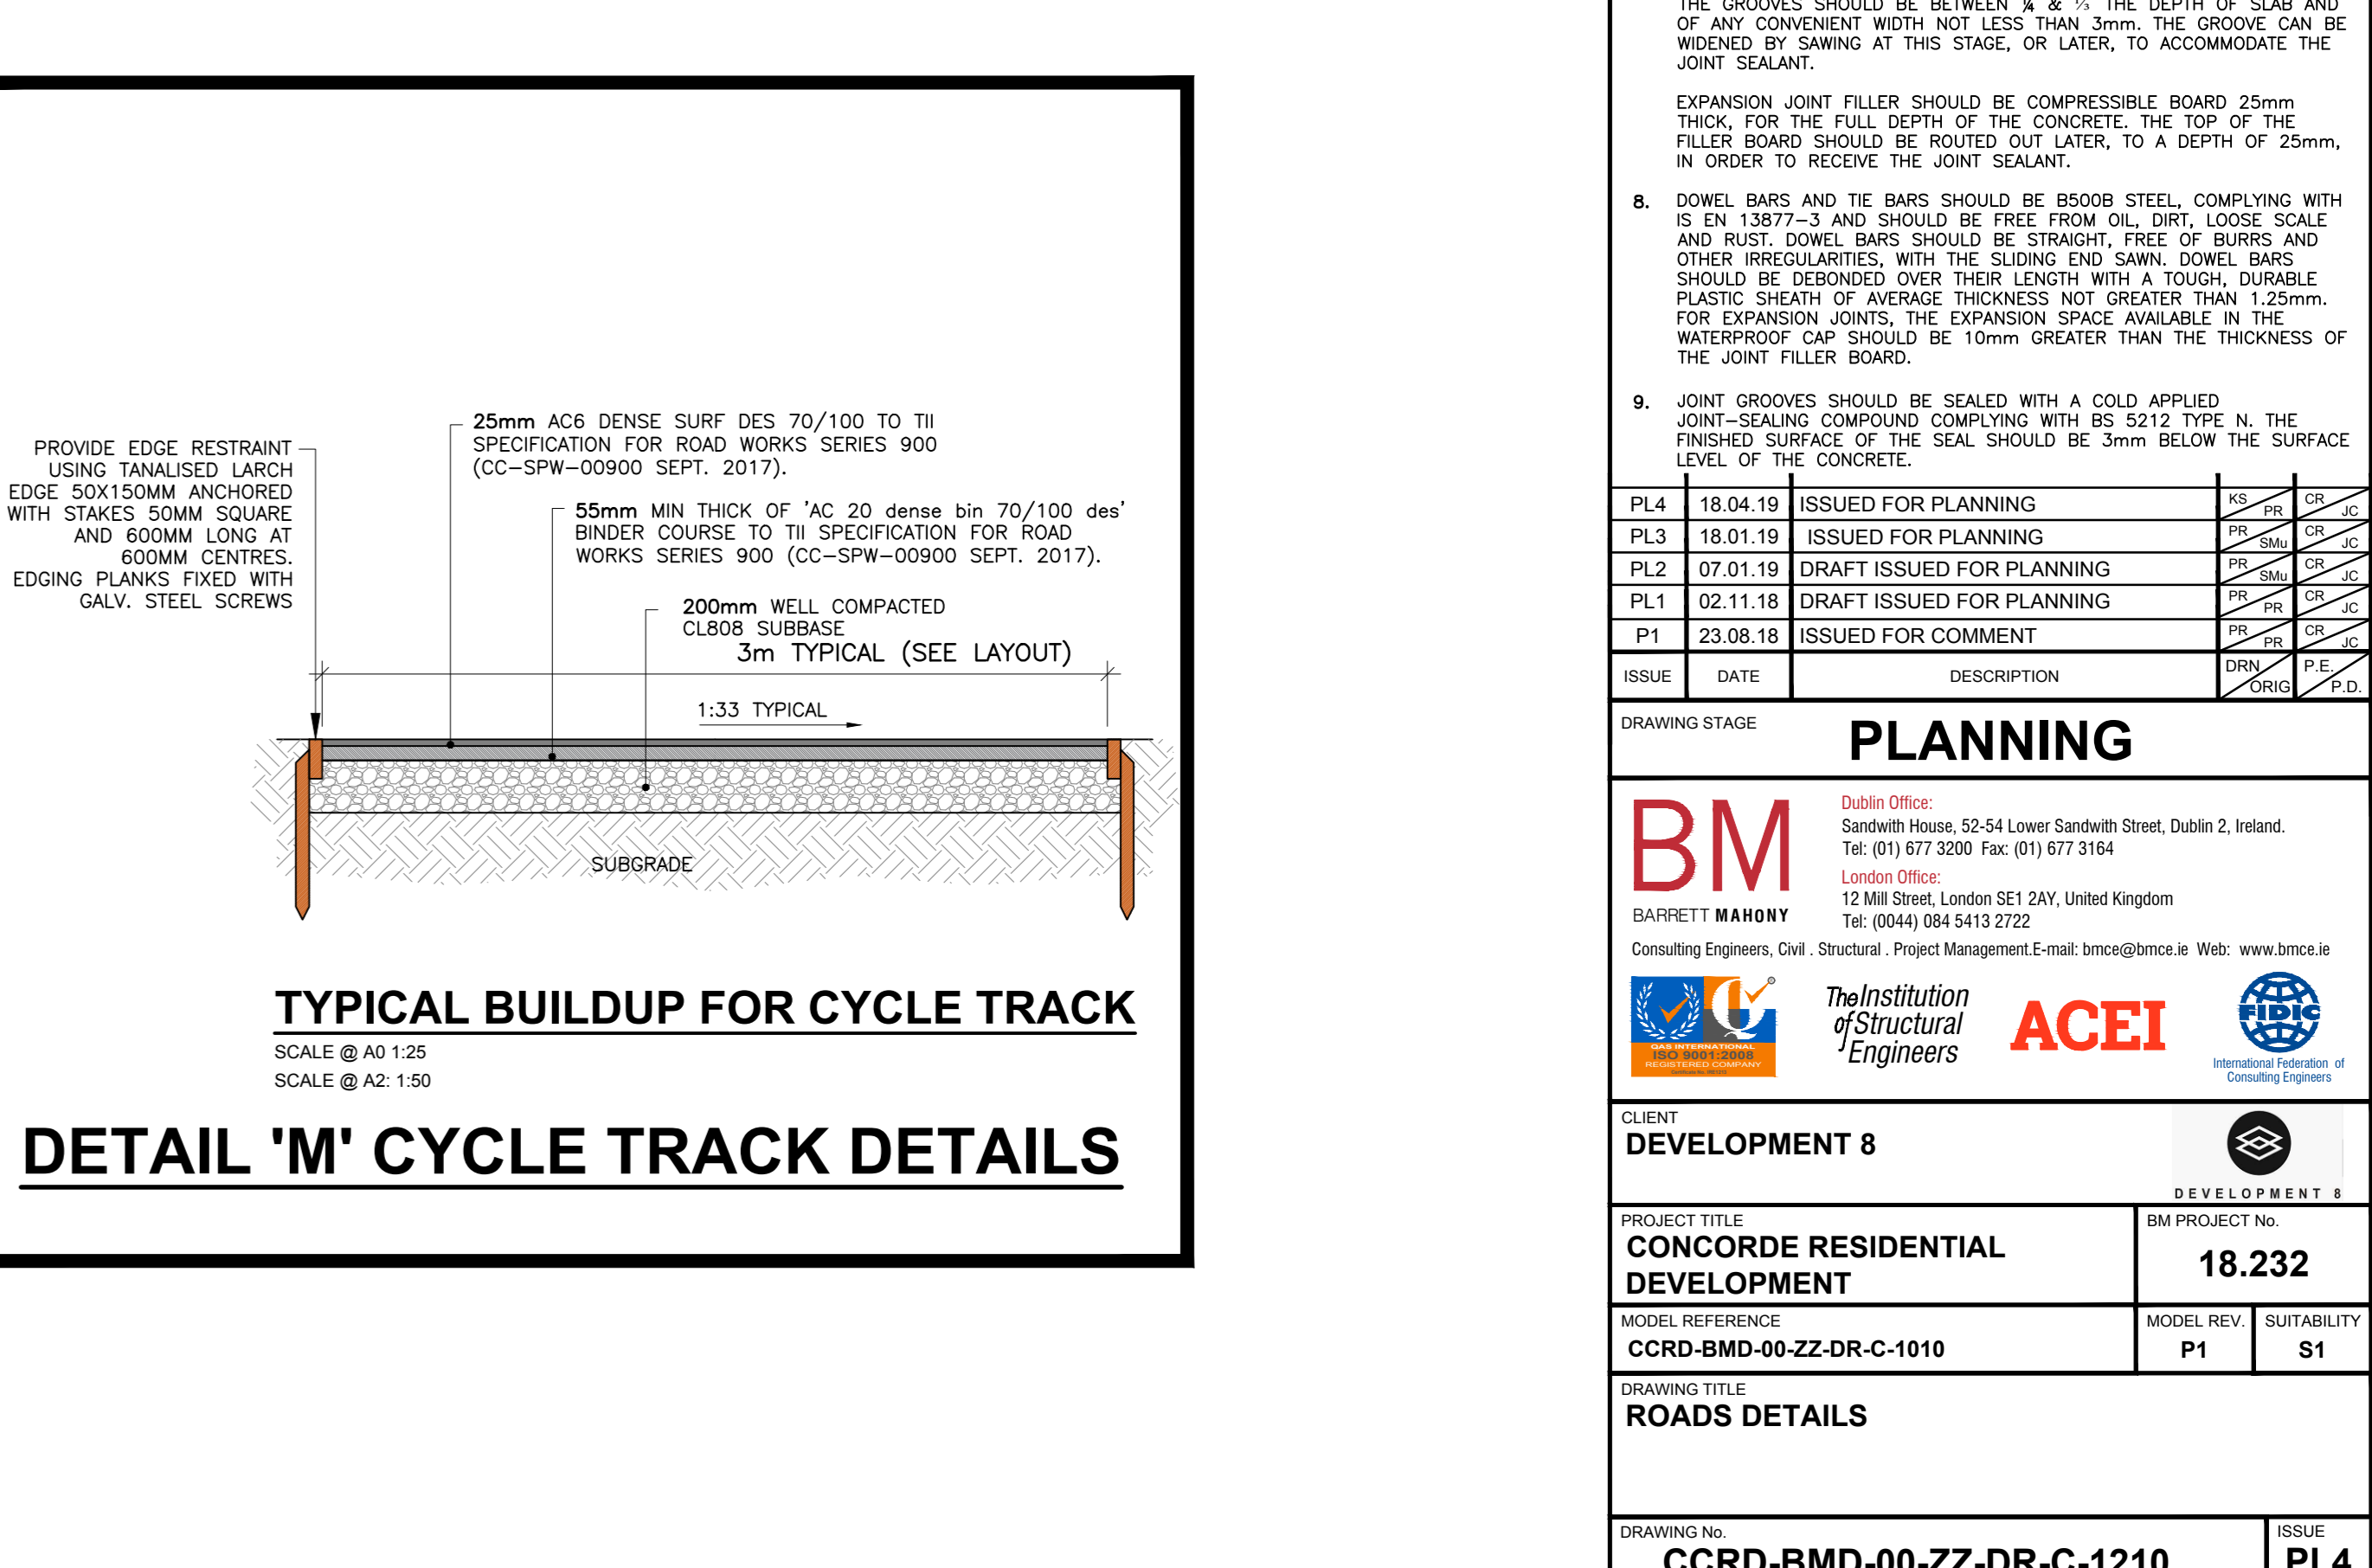 PROVIDE EDGE RESTRAINT
USING TANALISED LARCH
EDGE 50X150MM ANCHORED
WITH STAKES 50MM SQUARE
AND 600MM LONG AT
600MM CENTRES.
EDGING PLANKS FIXED WITH
GALV. STEEL SCREWS
25mm AC6 DENSE SURF DES 70/100 TO TII
SPECIFICATION FOR ROAD WORKS SERIES 900
(CC-SPW-00900 SEPT. 2017).
55mm MIN THICK OF 'AC 20 dense bin 70/100 des'
BINDER COURSE TO TII SPECIFICATION FOR ROAD
WORKS SERIES 900 (CC-SPW-00900 SEPT. 2017).
200mm WELL COMPACTED
CL808 SUBBASE
3m TYPICAL (SEE LAYOUT)
1:33 TYPICAL
SUBGRADE
TYPICAL BUILDUP FOR CYCLE TRACK
SCALE @ A0 1:25
SCALE @ A2: 1:50
DETAIL 'M' CYCLE TRACK DETAILS
THE GROOVES SHOULD BE BETWEEN ¼ & ⅓ THE DEPTH OF SLAB AND
OF ANY CONVENIENT WIDTH NOT LESS THAN 3mm. THE GROOVE CAN BE
WIDENED BY SAWING AT THIS STAGE, OR LATER, TO ACCOMMODATE THE
JOINT SEALANT.
EXPANSION JOINT FILLER SHOULD BE COMPRESSIBLE BOARD 25mm
THICK, FOR THE FULL DEPTH OF THE CONCRETE. THE TOP OF THE
FILLER BOARD SHOULD BE ROUTED OUT LATER, TO A DEPTH OF 25mm,
IN ORDER TO RECEIVE THE JOINT SEALANT.
8. DOWEL BARS AND TIE BARS SHOULD BE B500B STEEL, COMPLYING WITH
IS EN 13877-3 AND SHOULD BE FREE FROM OIL, DIRT, LOOSE SCALE
AND RUST. DOWEL BARS SHOULD BE STRAIGHT, FREE OF BURRS AND
OTHER IRREGULARITIES, WITH THE SLIDING END SAWN. DOWEL BARS
SHOULD BE DEBONDED OVER THEIR LENGTH WITH A TOUGH, DURABLE
PLASTIC SHEATH OF AVERAGE THICKNESS NOT GREATER THAN 1.25mm.
FOR EXPANSION JOINTS, THE EXPANSION SPACE AVAILABLE IN THE
WATERPROOF CAP SHOULD BE 10mm GREATER THAN THE THICKNESS OF
THE JOINT FILLER BOARD.
9. JOINT GROOVES SHOULD BE SEALED WITH A COLD APPLIED
JOINT-SEALING COMPOUND COMPLYING WITH BS 5212 TYPE N. THE
FINISHED SURFACE OF THE SEAL SHOULD BE 3mm BELOW THE SURFACE
LEVEL OF THE CONCRETE.
PL4 18.04.19 ISSUED FOR PLANNING KS PR CR JC
PL3 18.01.19 ISSUED FOR PLANNING PR SMu CR JC
PL2 07.01.19 DRAFT ISSUED FOR PLANNING PR SMu CR JC
PL1 02.11.18 DRAFT ISSUED FOR PLANNING PR PR CR JC
P1 23.08.18 ISSUED FOR COMMENT PR PR CR JC
ISSUE DATE DESCRIPTION DRN ORIG P.E. P.D.
DRAWING STAGE PLANNING
BM
BARRETT MAHONY
Dublin Office:
Sandwith House, 52-54 Lower Sandwith Street, Dublin 2, Ireland.
Tel: (01) 677 3200 Fax: (01) 677 3164
London Office:
12 Mill Street, London SE1 2AY, United Kingdom
Tel: (0044) 084 5413 2722
Consulting Engineers, Civil . Structural . Project Management.E-mail: bmce@bmce.ie Web: www.bmce.ie
QAS INTERNATIONAL
ISO 9001:2008
REGISTERED COMPANY
The Institution
of Structural
Engineers
ACEI
FIDIC
International Federation of
Consulting Engineers
CLIENT
DEVELOPMENT 8
DEVELOPMENT 8
PROJECT TITLE
CONCORDE RESIDENTIAL
DEVELOPMENT
BM PROJECT No.
18.232
MODEL REFERENCE
CCRD-BMD-00-ZZ-DR-C-1010
MODEL REV.
P1
SUITABILITY
S1
DRAWING TITLE
ROADS DETAILS
DRAWING No.
CCRD-BMD-00-ZZ-DR-C-1210
ISSUE
PL4